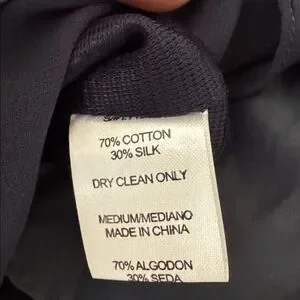 70% COTTON
30% SILK
DRY CLEAN ONLY
MEDIUM/MEDIANO
MADE IN CHINA
70% ALGODON
30% SEDA